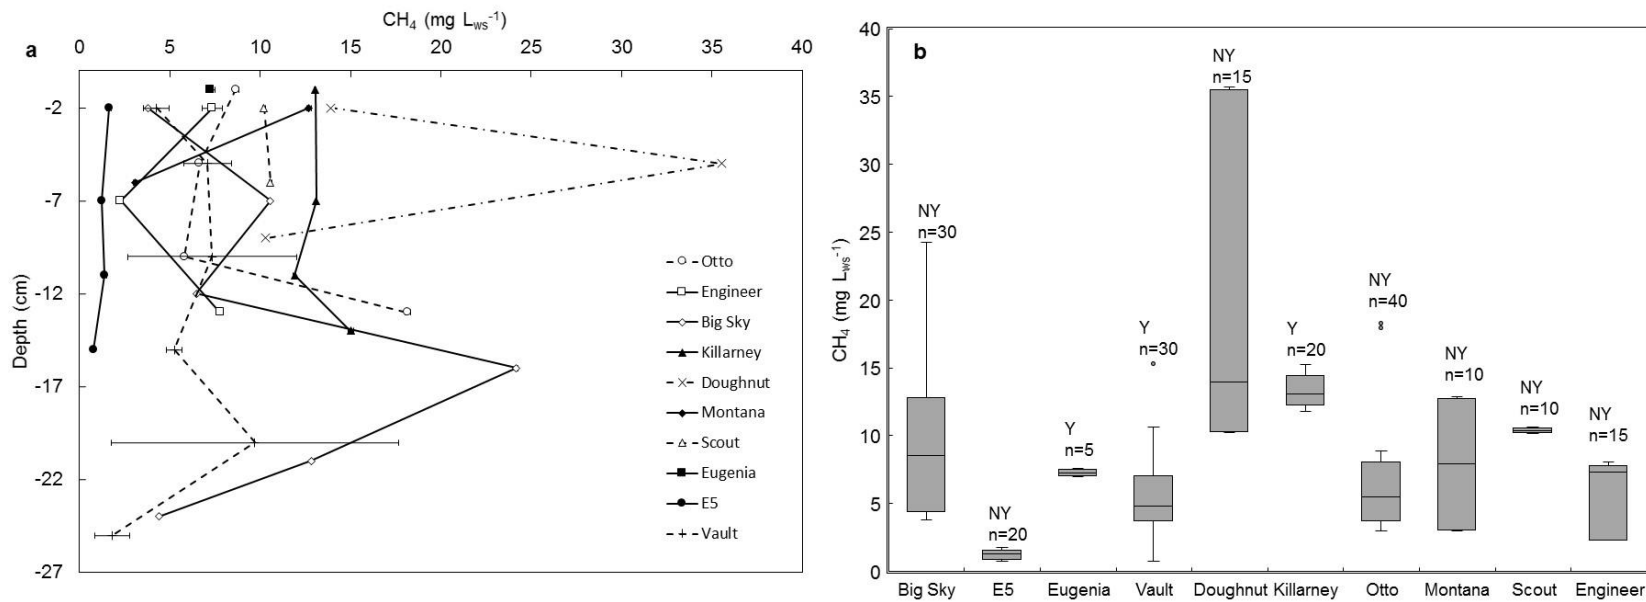 CH4 (mg Lws-1)
a
0 5 10 15 20 25 30 35 40
-2
-7
-12
-17
-22
-27
Depth (cm)
Otto
Engineer
Big Sky
Killarney
Doughnut
Montana
Scout
Eugenia
E5
Vault
b
CH4 (mg Lws-1)
40
35
30
25
20
15
10
5
0
NY
n=30
NY
n=20
Y
n=5
Y
n=30
NY
n=15
Y
n=20
NY
n=40
NY
n=10
NY
n=10
NY
n=15
Big Sky E5 Eugenia Vault Doughnut Killarney Otto Montana Scout Engineer